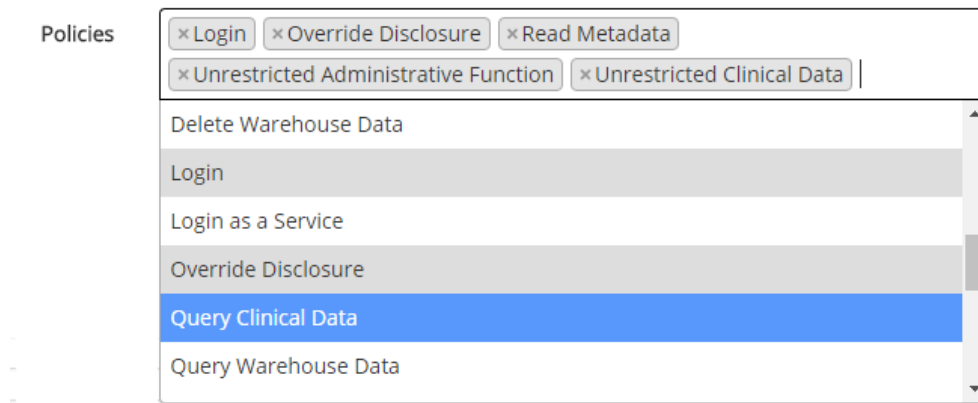 Policies
×Login ×Override Disclosure ×Read Metadata
×Unrestricted Administrative Function ×Unrestricted Clinical Data
Delete Warehouse Data
Login
Login as a Service
Override Disclosure
Query Clinical Data
Query Warehouse Data